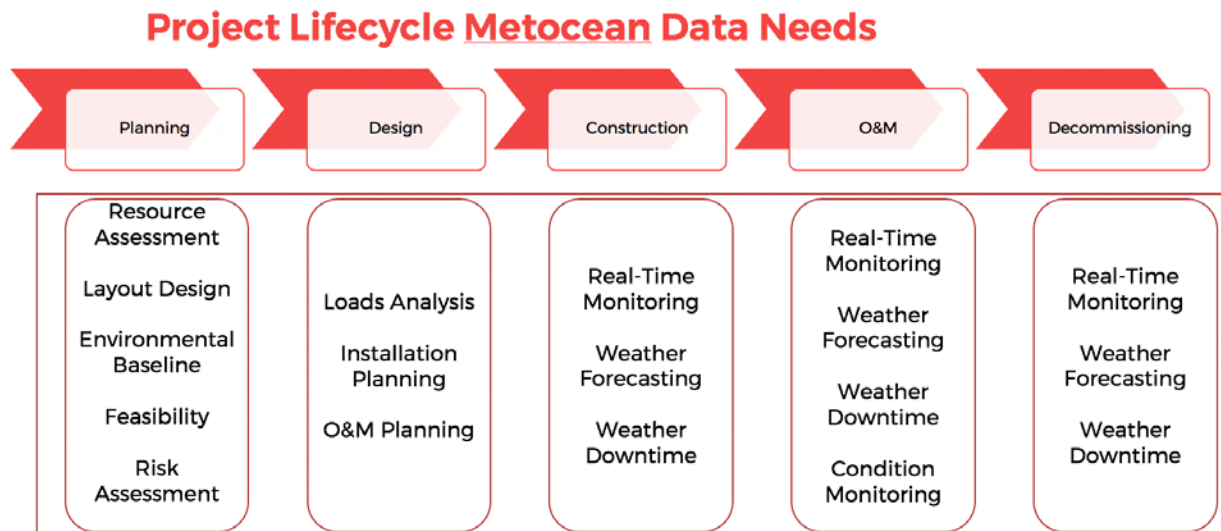 Project Lifecycle Metocean Data Needs
Planning
Design
Construction
O&M
Decommissioning
Resource
Assessment
Layout Design
Environmental
Baseline
Feasibility
Risk
Assessment
Loads Analysis
Installation
Planning
O&M Planning
Real-Time
Monitoring
Weather
Forecasting
Weather
Downtime
Real-Time
Monitoring
Weather
Forecasting
Weather
Downtime
Condition
Monitoring
Real-Time
Monitoring
Weather
Forecasting
Weather
Downtime